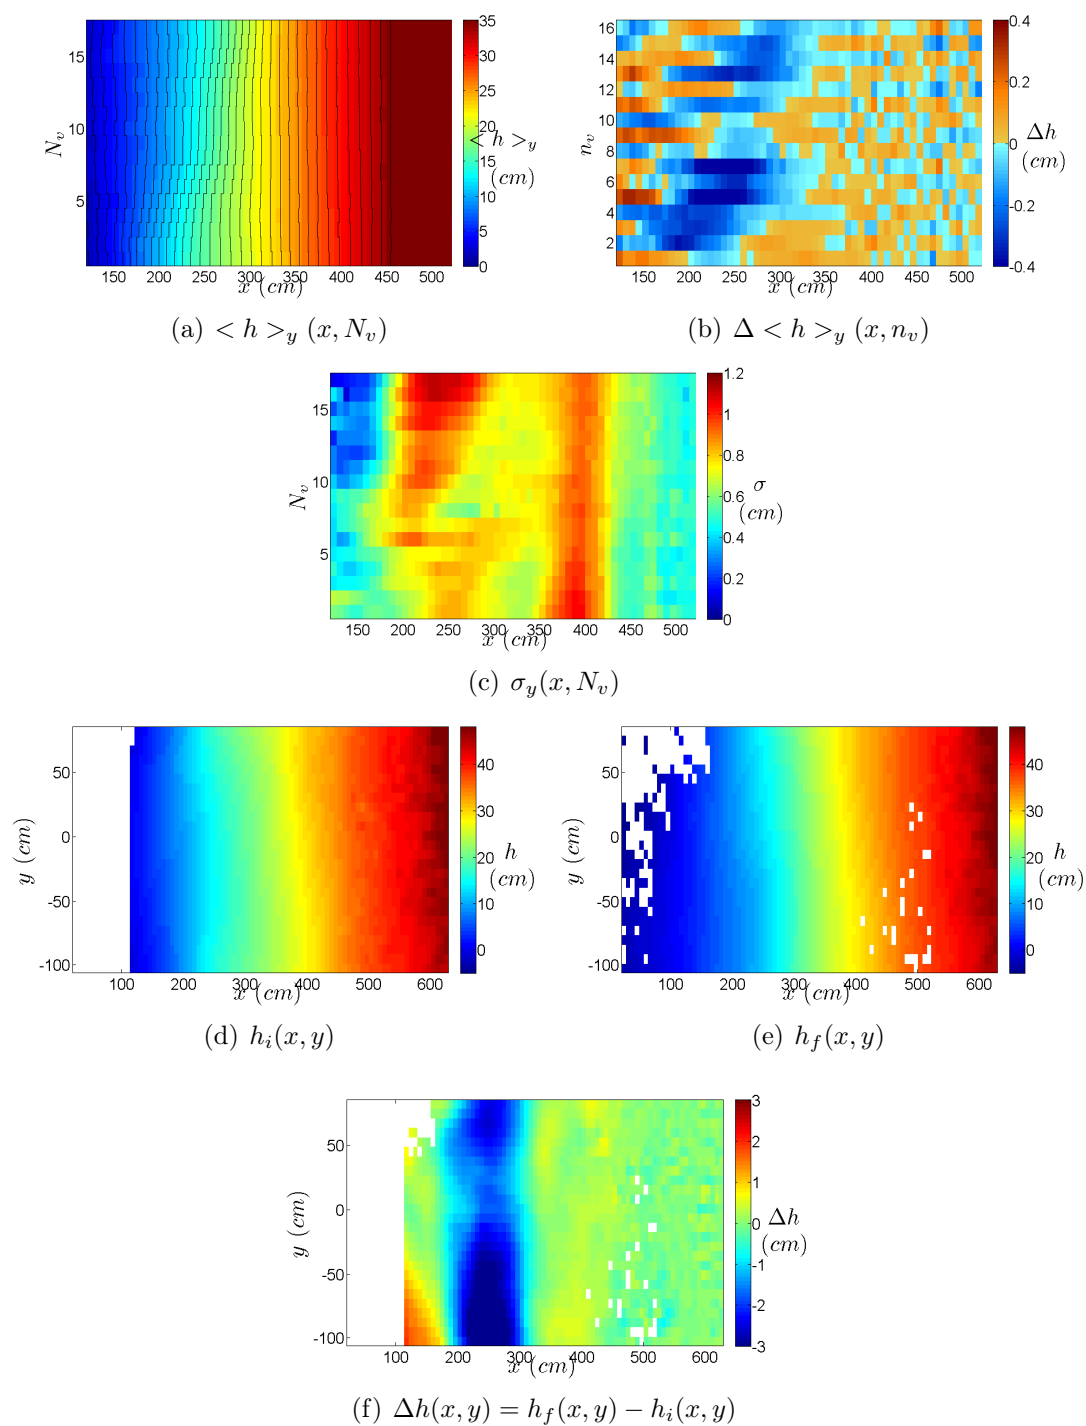 15
10
5
N_v
150 200 250 300 350 400 450 500
x (cm)
35
30
25
20
15
10
5
0
< h >_y
(cm)
(a) < h >_y (x, N_v)
16
14
12
10
8
6
4
2
n_v
150 200 250 300 350 400 450 500
x (cm)
0.4
0.2
0
-0.2
-0.4
Δh
(cm)
(b) Δ < h >_y (x, n_v)
15
10
5
N_v
150 200 250 300 350 400 450 500
x (cm)
1.2
1
0.8
0.6
0.4
0.2
0
σ
(cm)
(c) σ_y(x, N_v)
50
0
-50
-100
y (cm)
100 200 300 400 500 600
x (cm)
40
30
20
10
0
h
(cm)
(d) h_i(x, y)
50
0
-50
-100
y (cm)
100 200 300 400 500 600
x (cm)
40
30
20
10
0
h
(cm)
(e) h_f(x, y)
50
0
-50
-100
y (cm)
100 200 300 400 500 600
x (cm)
3
2
1
0
-1
-2
-3
Δh
(cm)
(f) Δh(x, y) = h_f(x, y) − h_i(x, y)